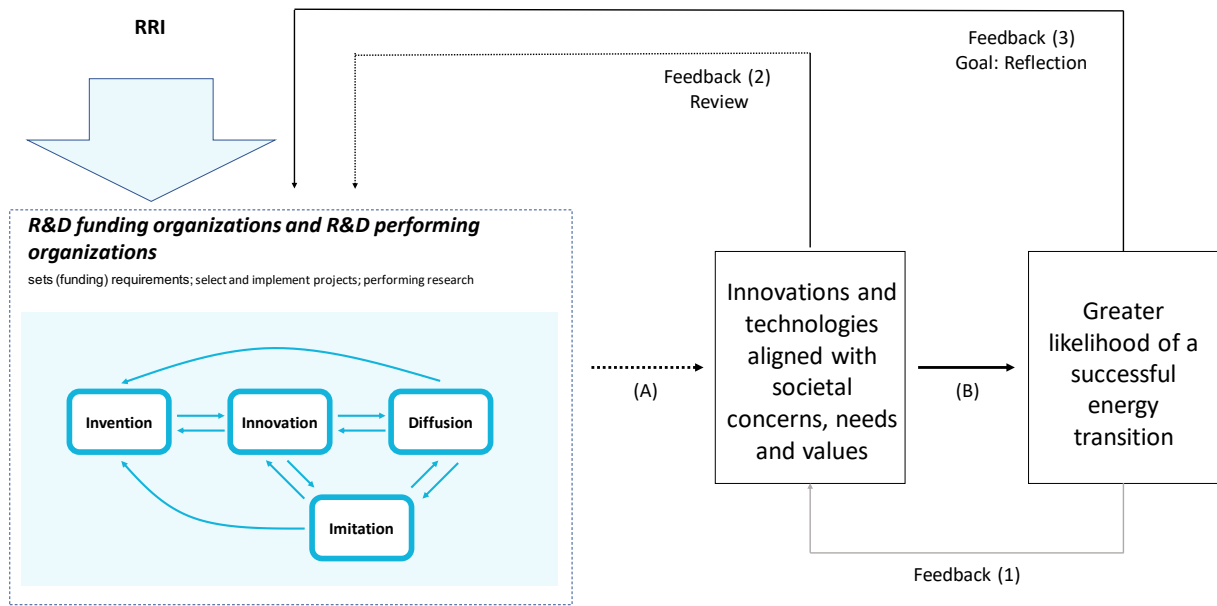 RRI
Feedback (3)
Goal: Reflection
Feedback (2)
Review
R&D funding organizations and R&D performing
organizations
sets (funding) requirements; select and implement projects; performing research
Invention
Innovation
Diffusion
Imitation
(A)
Innovations and
technologies
aligned with
societal
concerns, needs
and values
(B)
Greater
likelihood of a
successful
energy
transition
Feedback (1)